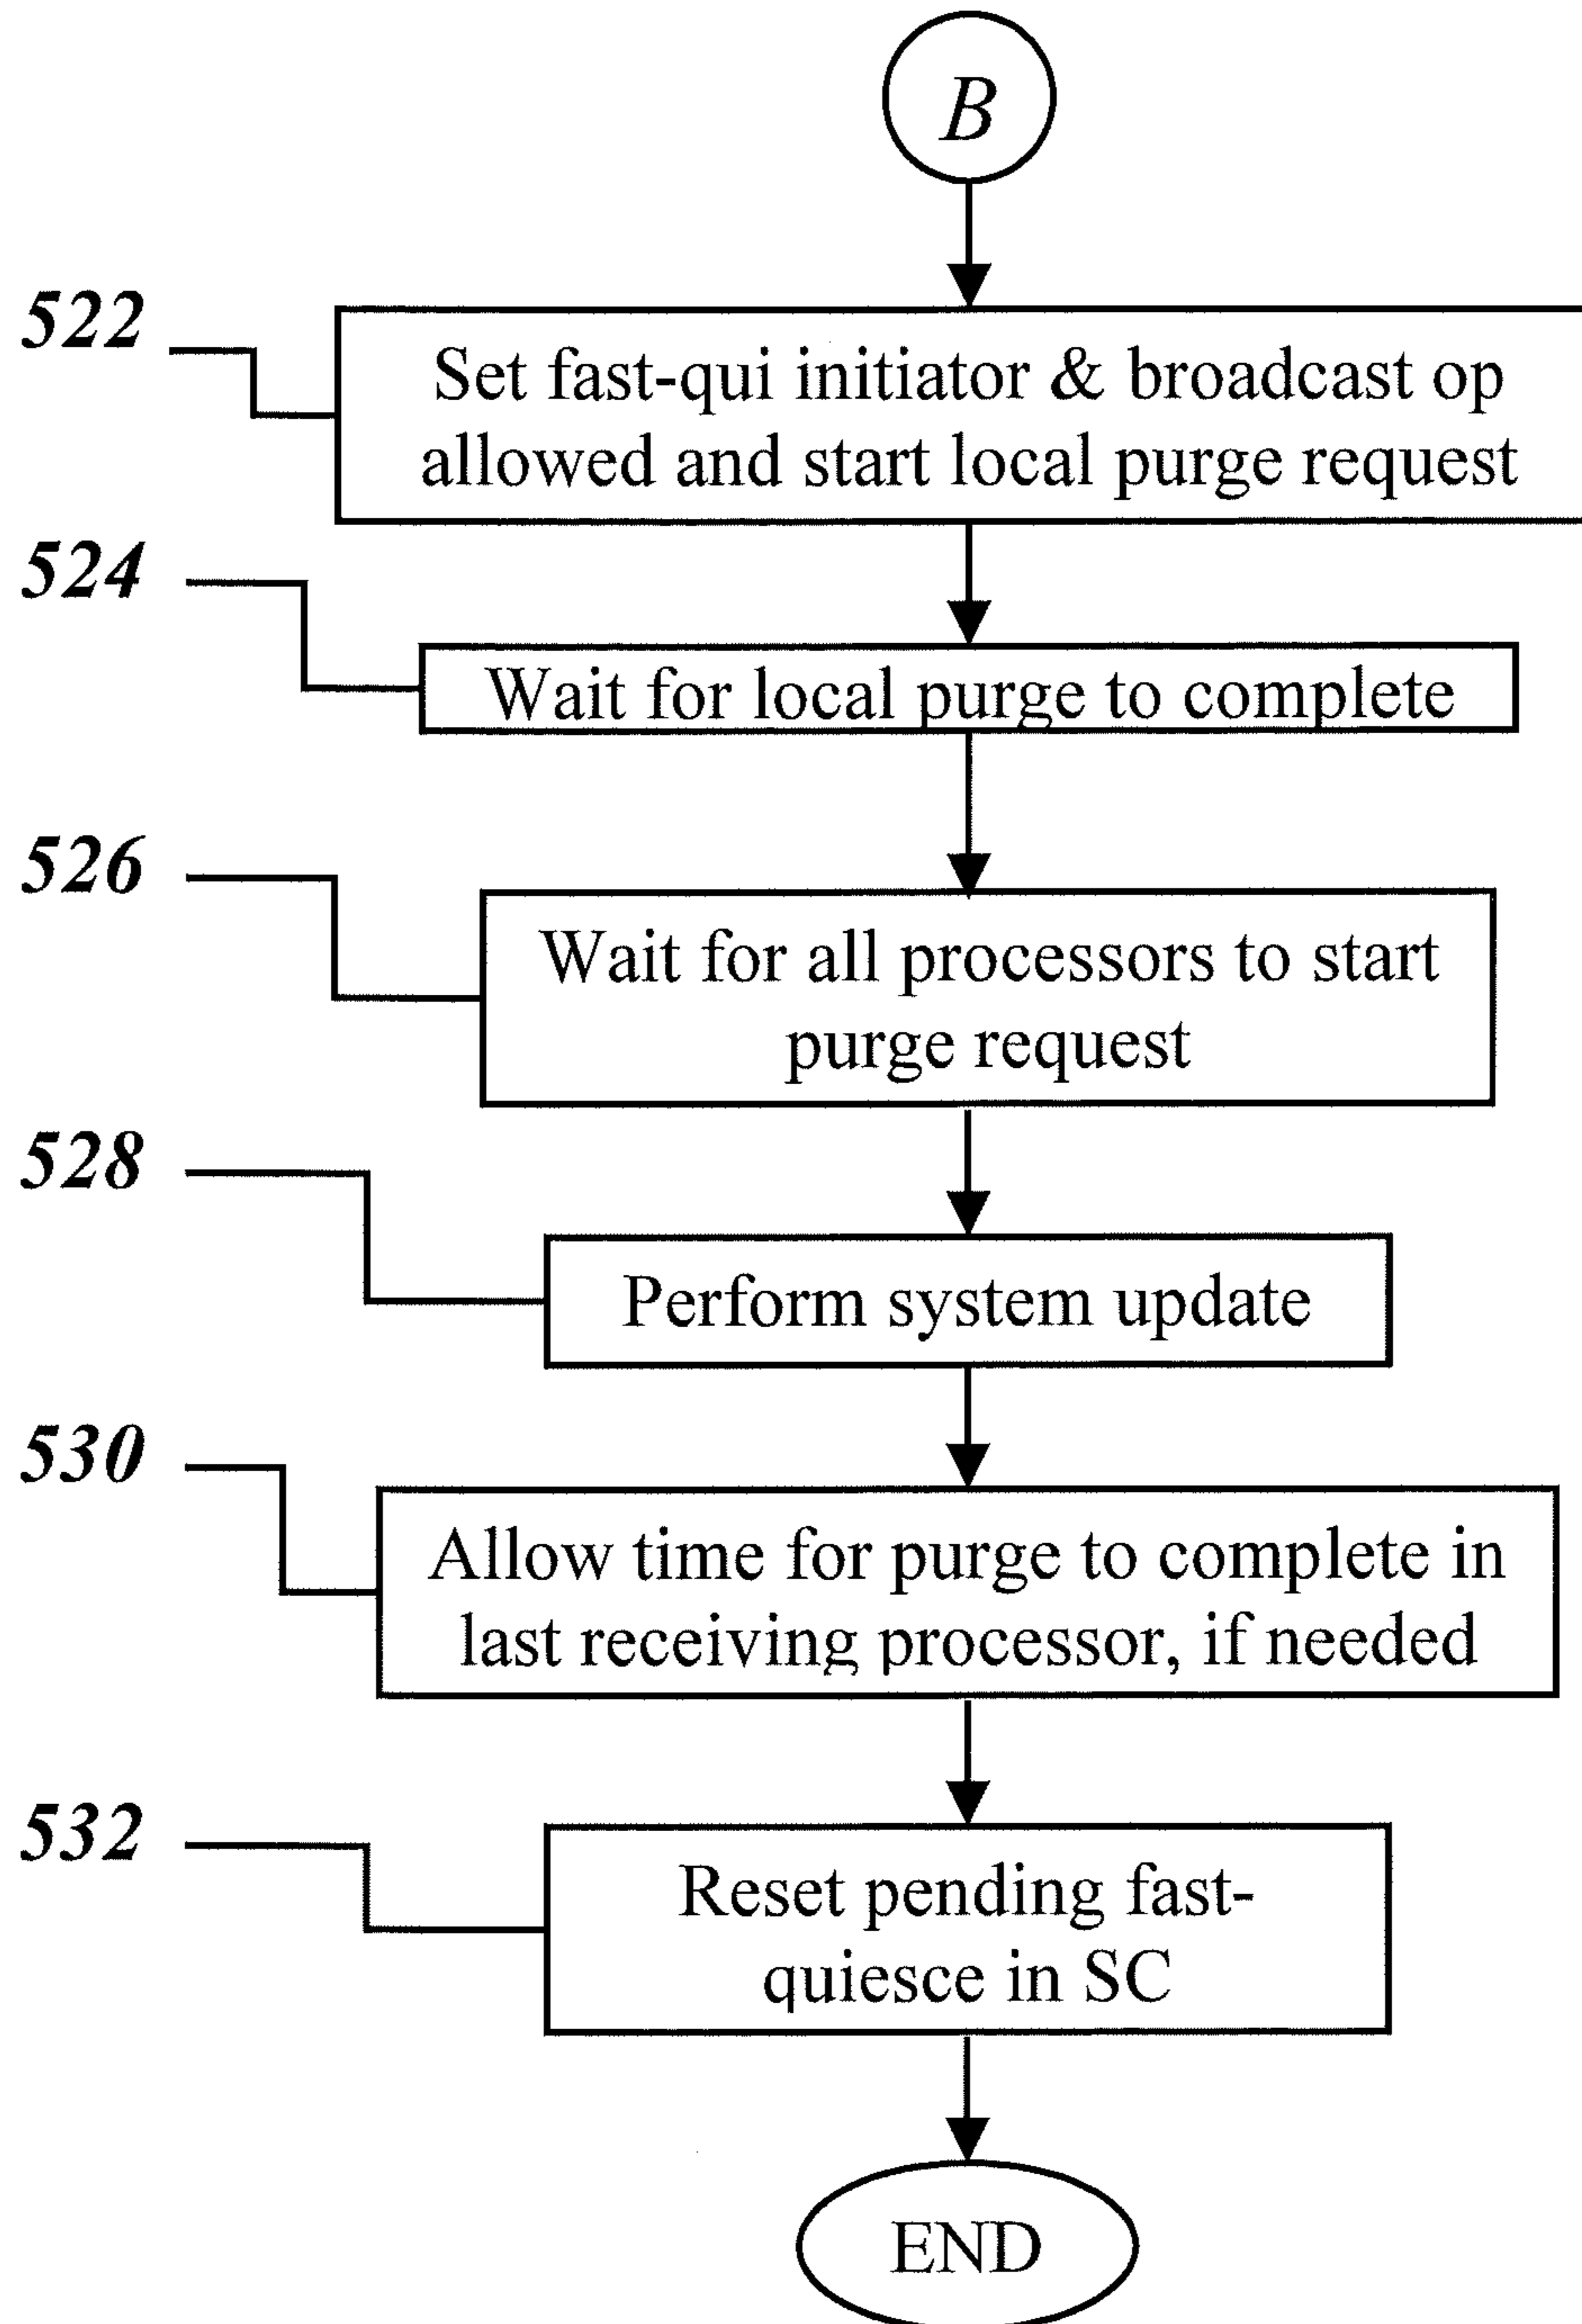 B
522
Set fast-qui initiator & broadcast op
allowed and start local purge request
524
Wait for local purge to complete
526
Wait for all processors to start
purge request
528
Perform system update
530
Allow time for purge to complete in
last receiving processor, if needed
532
Reset pending fast-
quiesce in SC
END